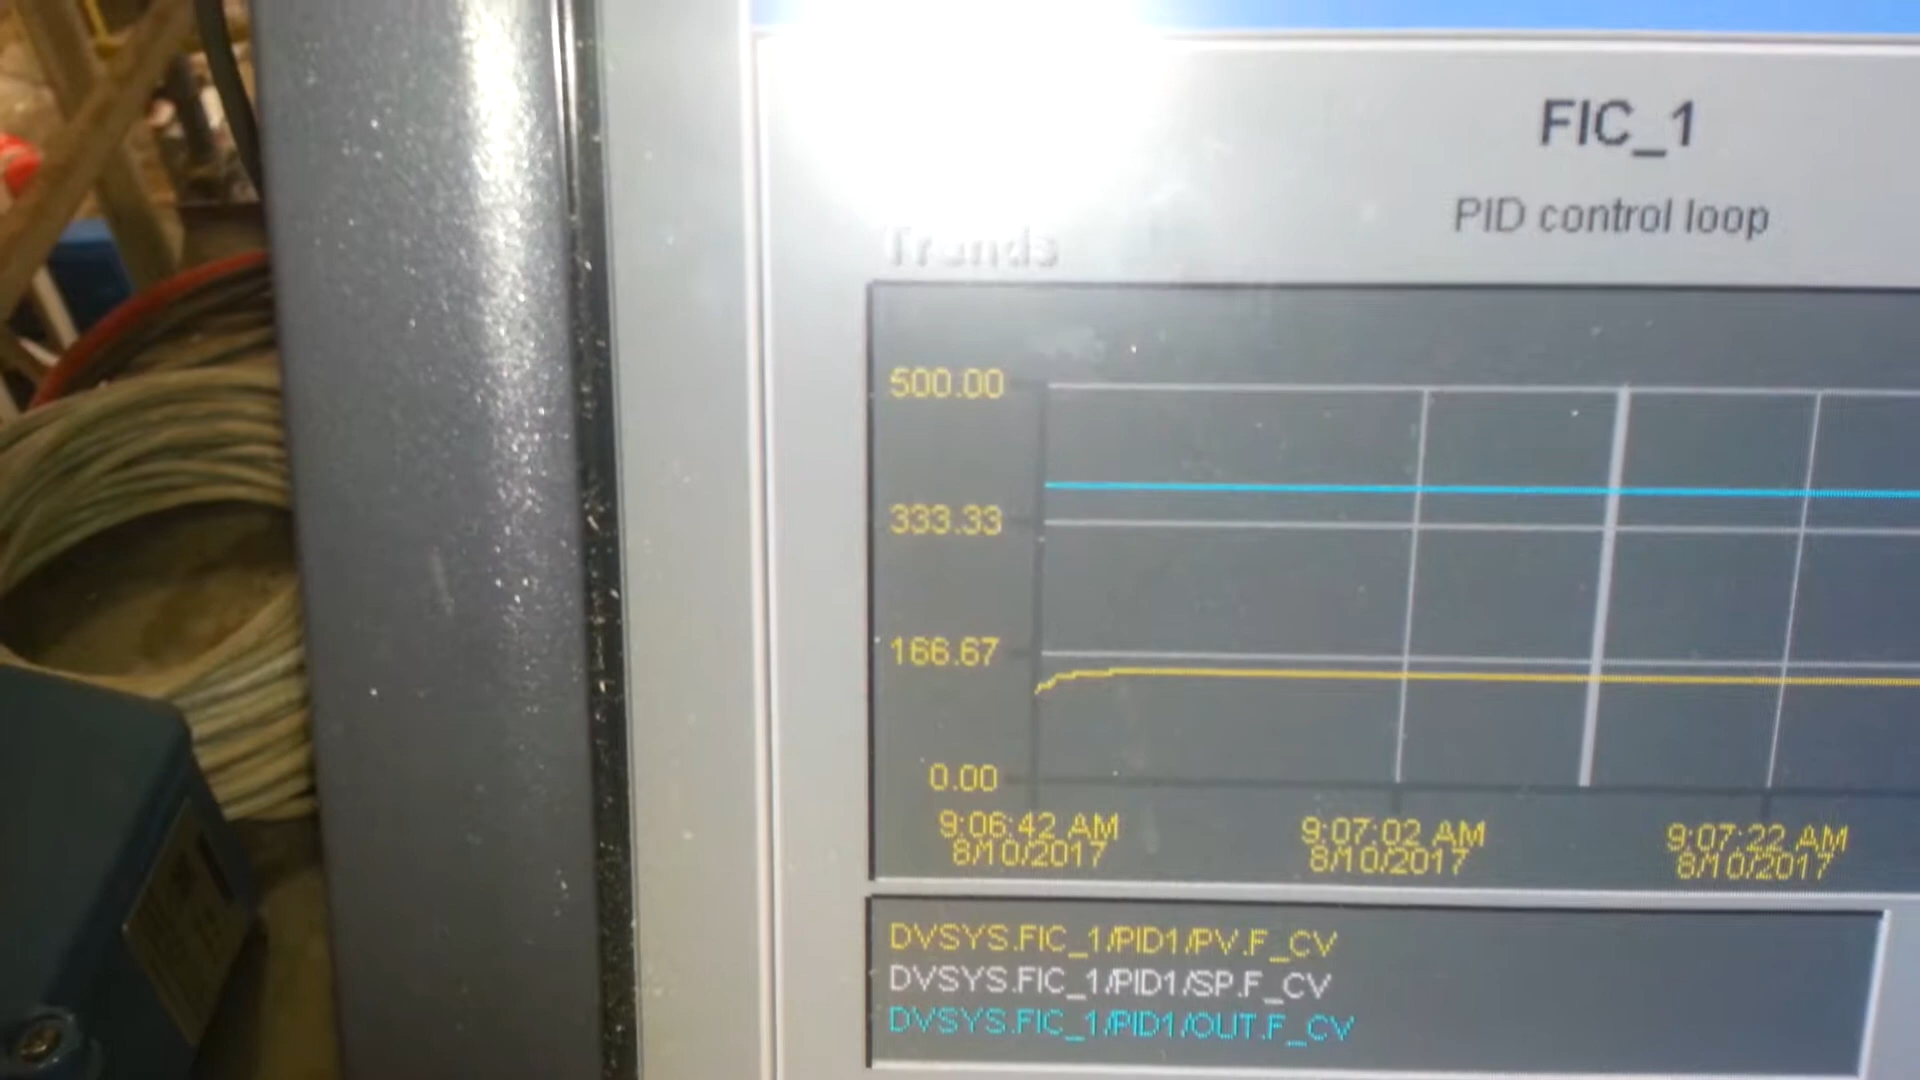 FIC_1
PID control loop
Trends
500.00
333.33
166.67
0.00
9:06:42 AM 9:07:02 AM 9:07:22 AM
8/10/2017 8/10/2017 8/10/2017
DVSYS.FIC_1/PID1/PV.F_CV
DVSYS.FIC_1/PID1/SP.F_CV
DVSYS.FIC_1/PID1/OUT.F_CV